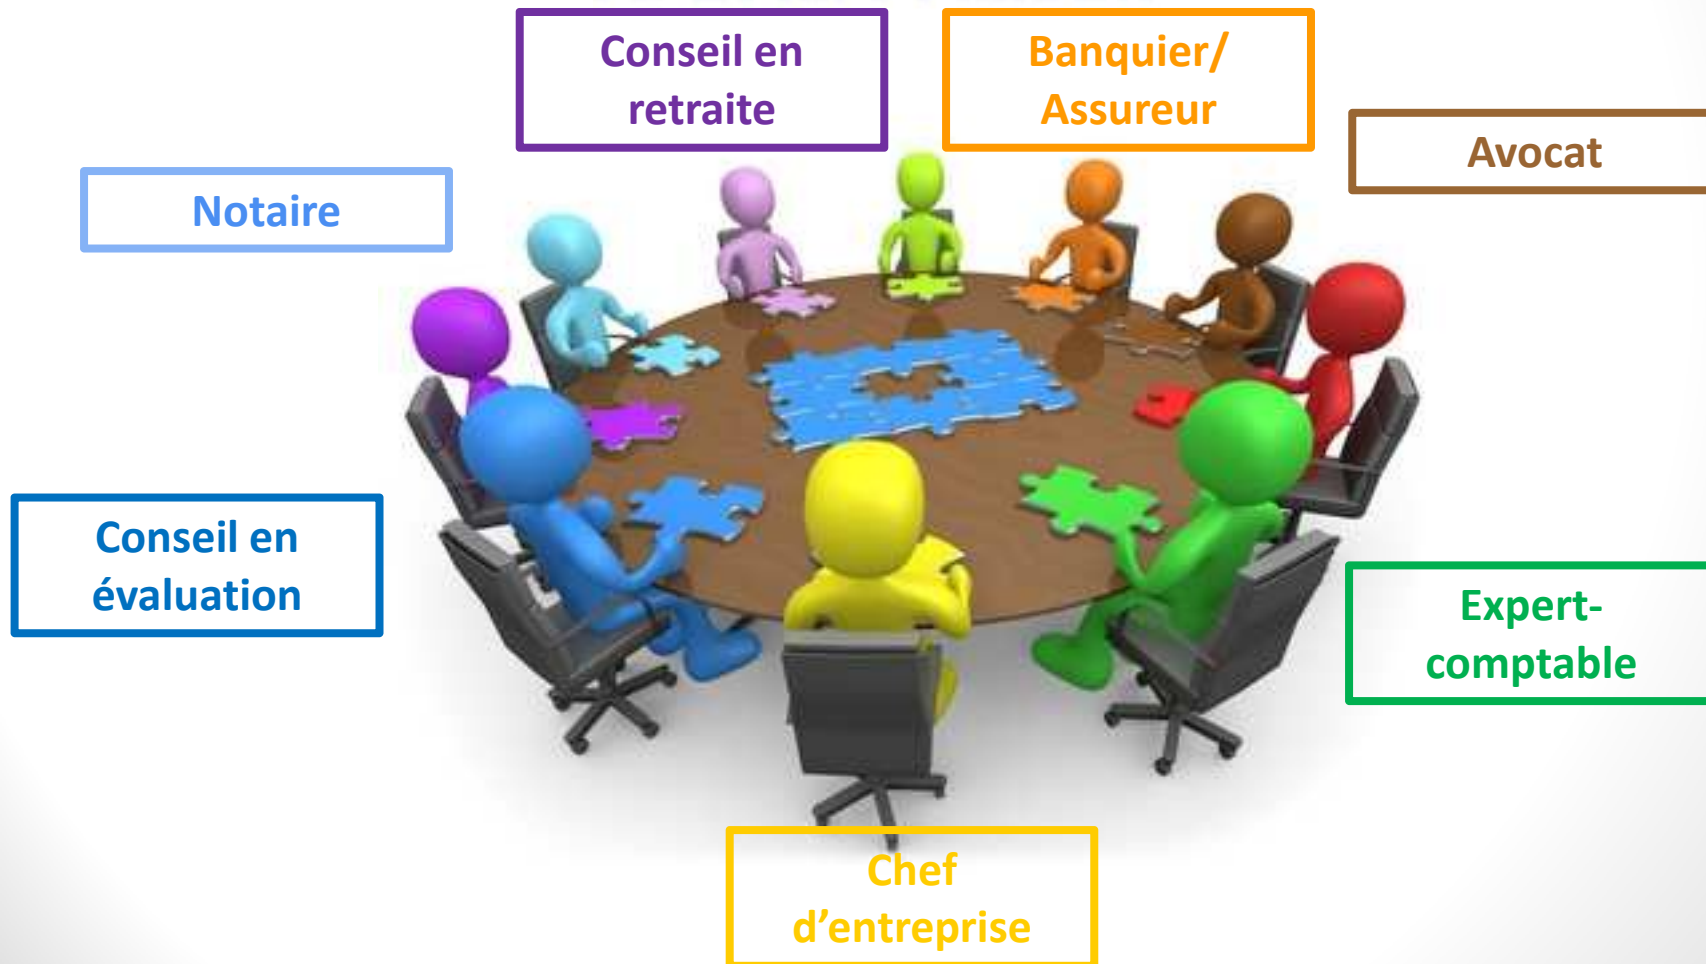 Conseil en
retraite
Banquier/
Assureur
Avocat
Notaire
Conseil en
évaluation
Expert-
comptable
Chef
d’entreprise